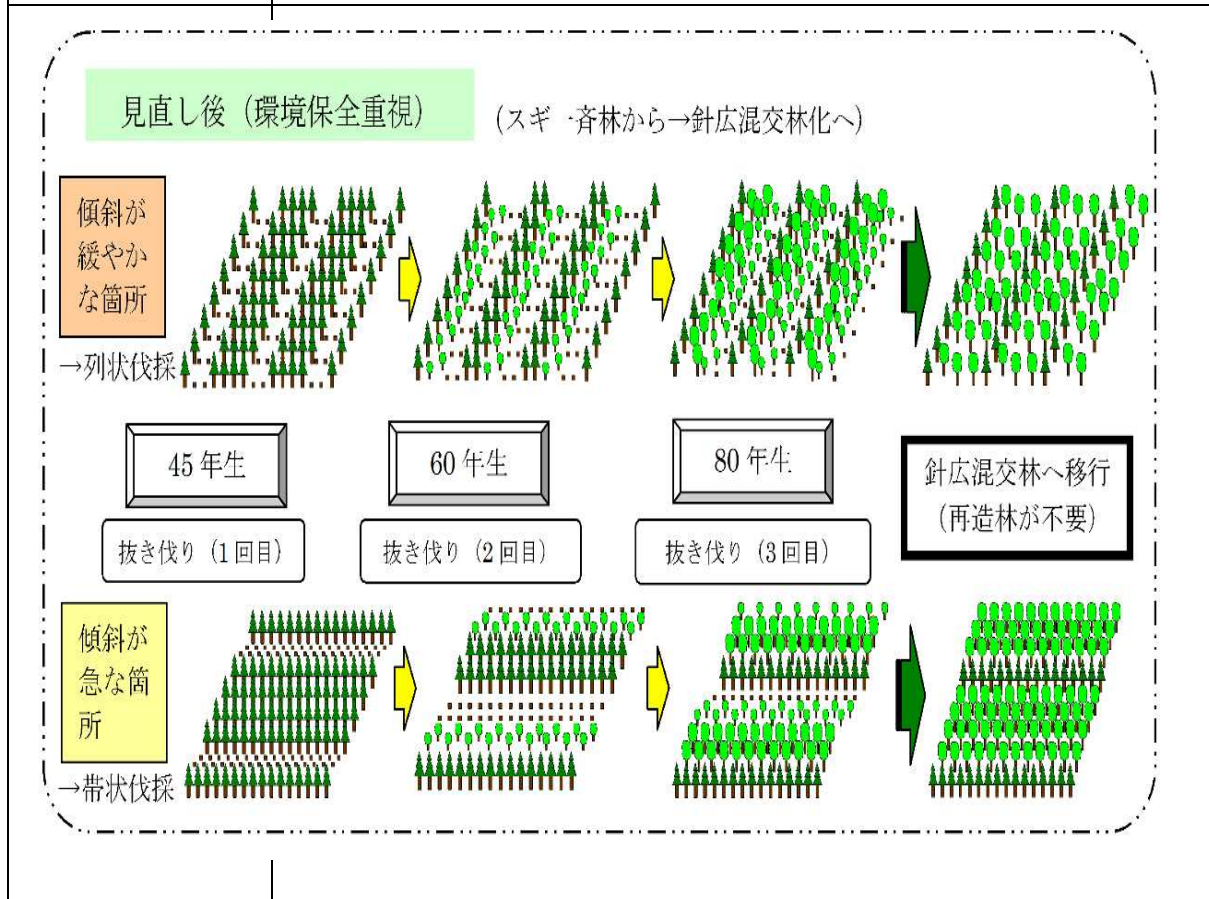 見直し後（環境保全重視）
(スギ一斉林から→針広混交林化へ)
傾斜が
緩やか
な箇所
→列状伐採
45年生
60年生
80年生
針広混交林へ移行
(再造林が不要)
抜き伐り（1回目）
抜き伐り（2回目）
抜き伐り（3回目）
傾斜が
急な箇
所
→帯状伐採